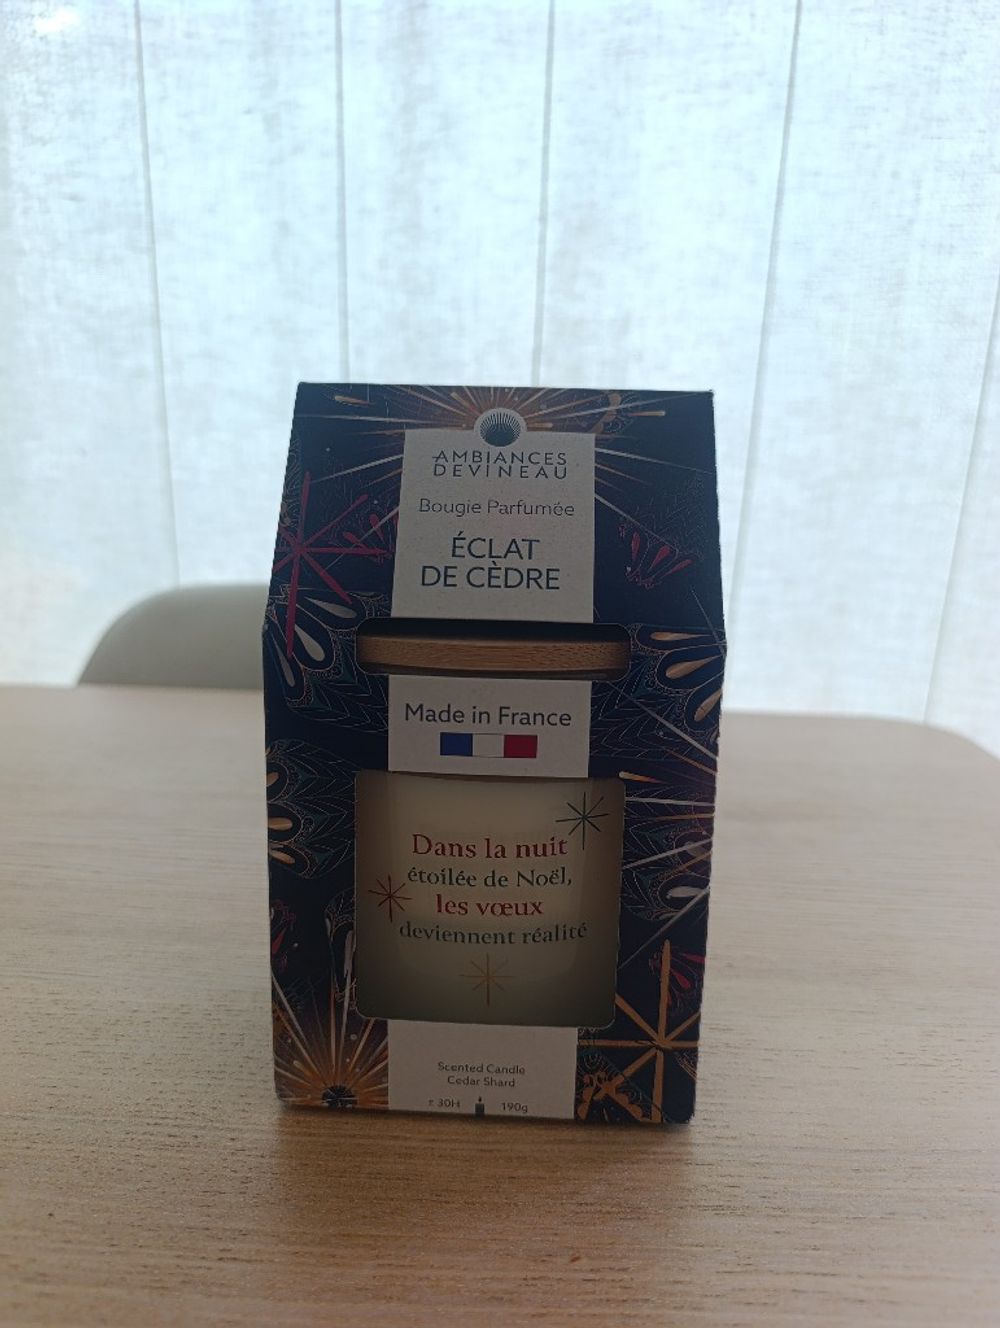 AMBIANCES
DEVINEAU
Bougie Parfumée
ÉCLAT
DE CÈDRE
Made in France
Dans la nuit
étoilée de Noël,
les vœux
deviennent réalité
Scented Candle
Cedar Shard
± 30H 190g